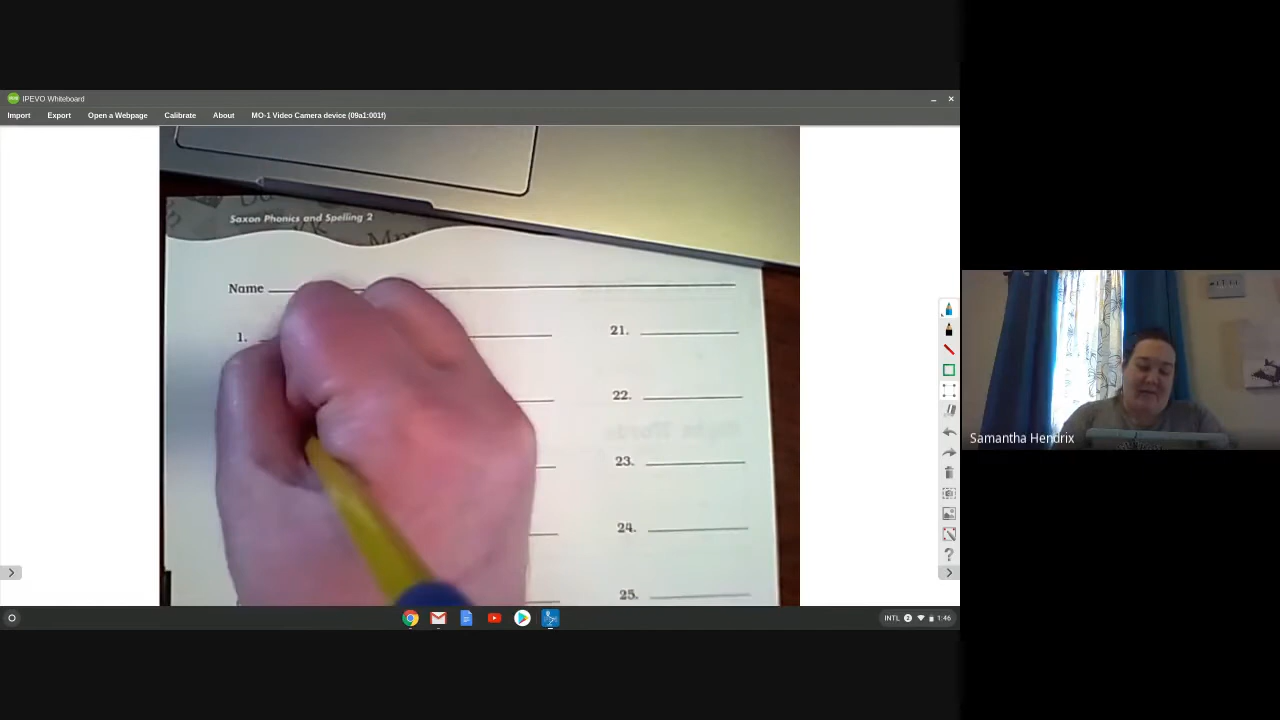 IPEVO Whiteboard
Import Export Open a Webpage Calibrate About MO-1 Video Camera device (09a1:001f)
Saxon Phonics and Spelling 2
Name
1. 21.
22.
23.
24.
25.
Samantha Hendrix
INTL 2 1:46